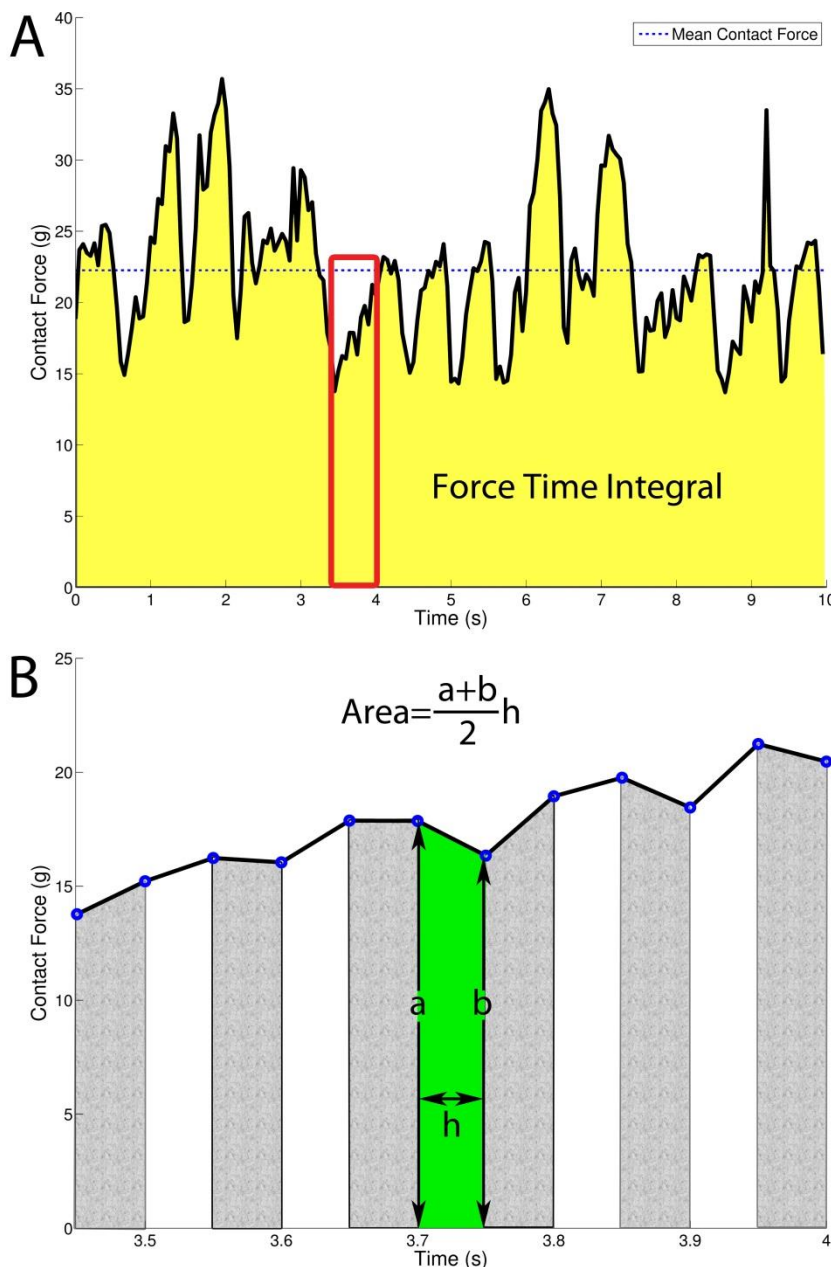 A
40
Mean Contact Force
35
30
25
20
15
10
5
0
Contact Force (g)
Force Time Integral
0 1 2 3 4 5 6 7 8 9 10
Time (s)
B
25
Area=a+b/2 h
20
15
10
5
0
Contact Force (g)
a b
h
3.5 3.6 3.7 3.8 3.9 4
Time (s)